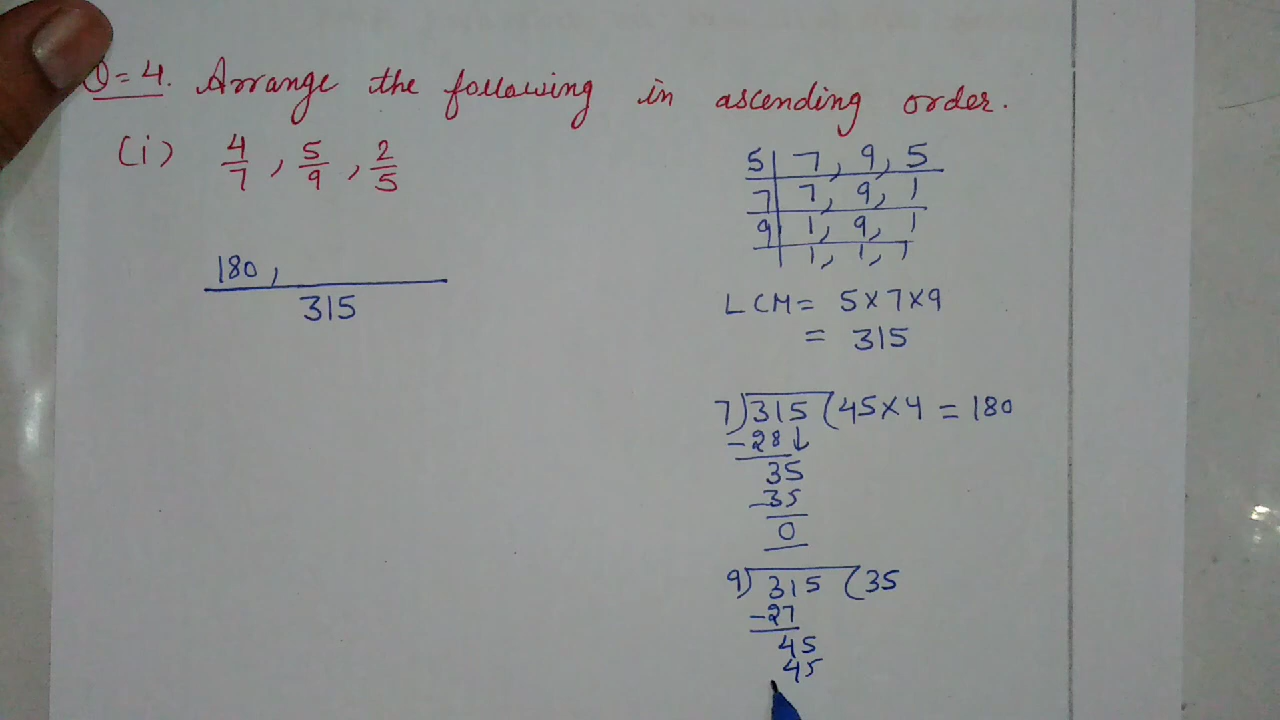 Q=4. Arrange the following in ascending order.
(i) 4/7, 5/9, 2/5
180,
315
5 | 7, 9, 5
7 | 7, 9, 1
9 | 1, 9, 1
1, 1, 1
LCM = 5×7×9
= 315
7)315(45×4 = 180
-28↓
35
-35
0
9)315(35
-27
45
45